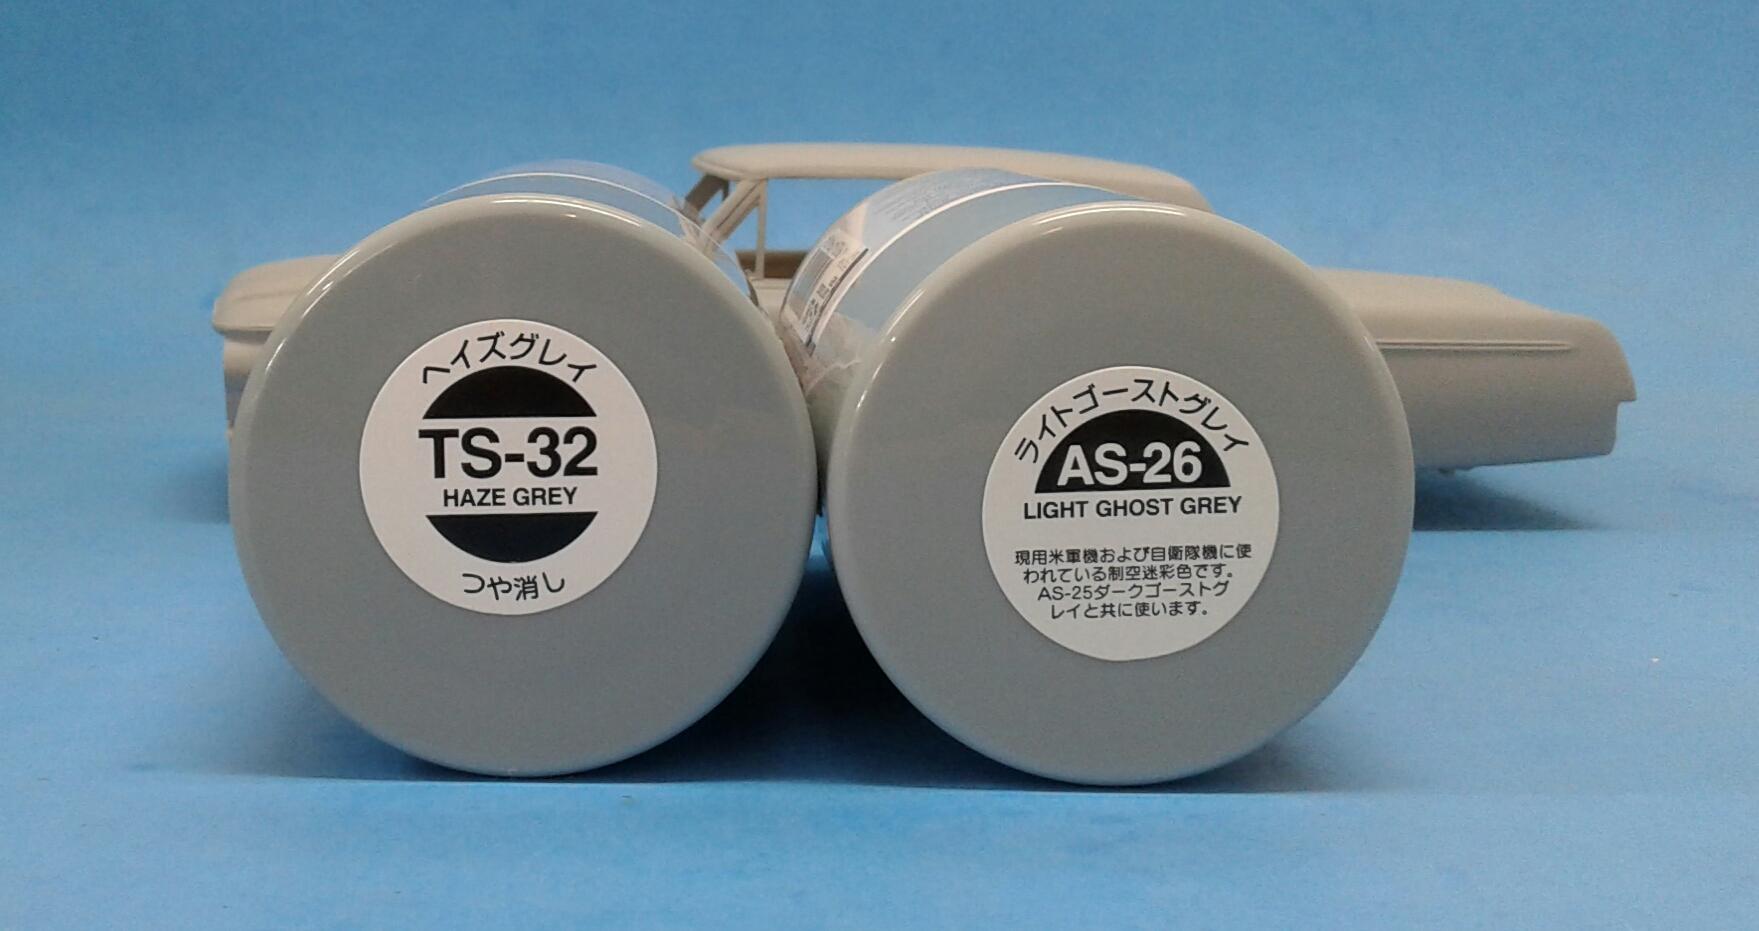 ヘイズグレイ
TS-32
HAZE GREY
つや消し
ライトゴーストグレイ
AS-26
LIGHT GHOST GREY
現用米軍機および自衛隊機に使
われている制空迷彩色です。
AS-25ダークゴーストグ
レイと共に使います。